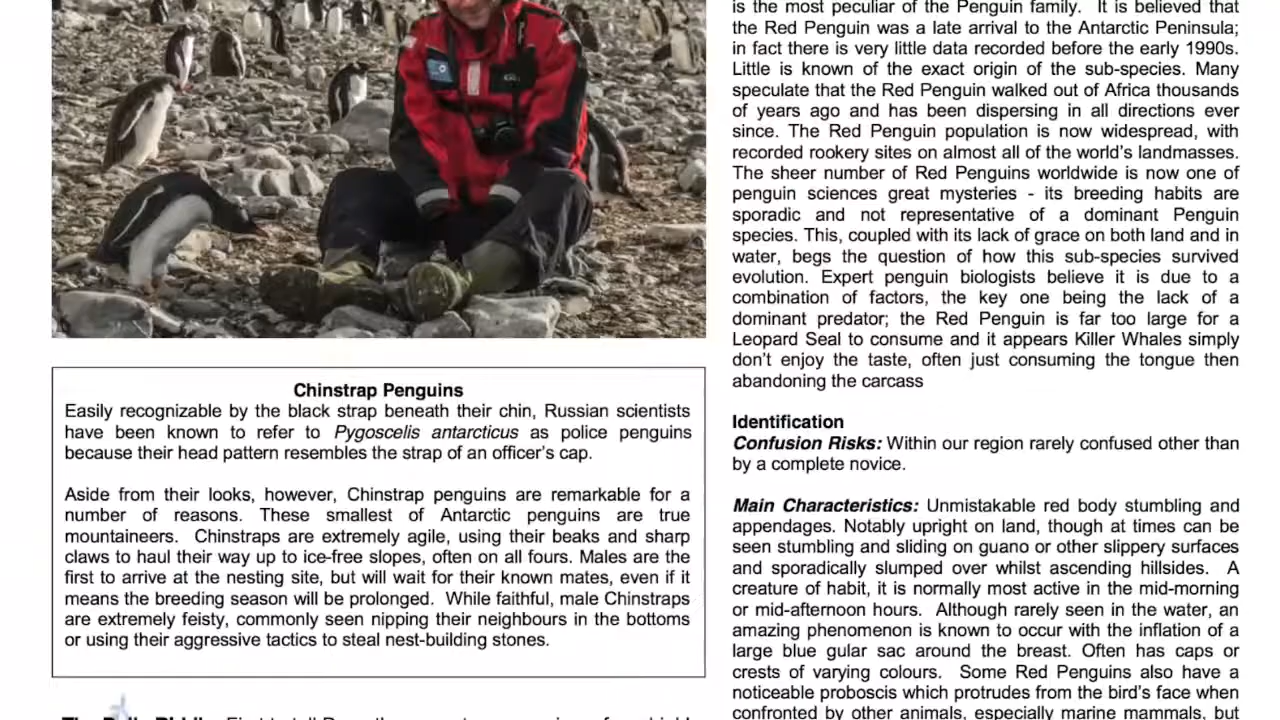 Chinstrap Penguins
Easily recognizable by the black strap beneath their chin, Russian scientists
have been known to refer to Pygoscelis antarcticus as police penguins
because their head pattern resembles the strap of an officer's cap.
Aside from their looks, however, Chinstrap penguins are remarkable for a
number of reasons. These smallest of Antarctic penguins are true
mountaineers. Chinstraps are extremely agile, using their beaks and sharp
claws to haul their way up to ice-free slopes, often on all fours. Males are the
first to arrive at the nesting site, but will wait for their known mates, even if it
means the breeding season will be prolonged. While faithful, male Chinstraps
are extremely feisty, commonly seen nipping their neighbours in the bottoms
or using their aggressive tactics to steal nest-building stones.
is the most peculiar of the Penguin family. It is believed that
the Red Penguin was a late arrival to the Antarctic Peninsula;
in fact there is very little data recorded before the early 1990s.
Little is known of the exact origin of the sub-species. Many
speculate that the Red Penguin walked out of Africa thousands
of years ago and has been dispersing in all directions ever
since. The Red Penguin population is now widespread, with
recorded rookery sites on almost all of the world's landmasses.
The sheer number of Red Penguins worldwide is now one of
penguin sciences great mysteries - its breeding habits are
sporadic and not representative of a dominant Penguin
species. This, coupled with its lack of grace on both land and in
water, begs the question of how this sub-species survived
evolution. Expert penguin biologists believe it is due to a
combination of factors, the key one being the lack of a
dominant predator; the Red Penguin is far too large for a
Leopard Seal to consume and it appears Killer Whales simply
don't enjoy the taste, often just consuming the tongue then
abandoning the carcass
Identification
Confusion Risks: Within our region rarely confused other than
by a complete novice.
Main Characteristics: Unmistakable red body stumbling and
appendages. Notably upright on land, though at times can be
seen stumbling and sliding on guano or other slippery surfaces
and sporadically slumped over whilst ascending hillsides. A
creature of habit, it is normally most active in the mid-morning
or mid-afternoon hours. Although rarely seen in the water, an
amazing phenomenon is known to occur with the inflation of a
large blue gular sac around the breast. Often has caps or
crests of varying colours. Some Red Penguins also have a
noticeable proboscis which protrudes from the bird's face when
confronted by other animals, especially marine mammals, but